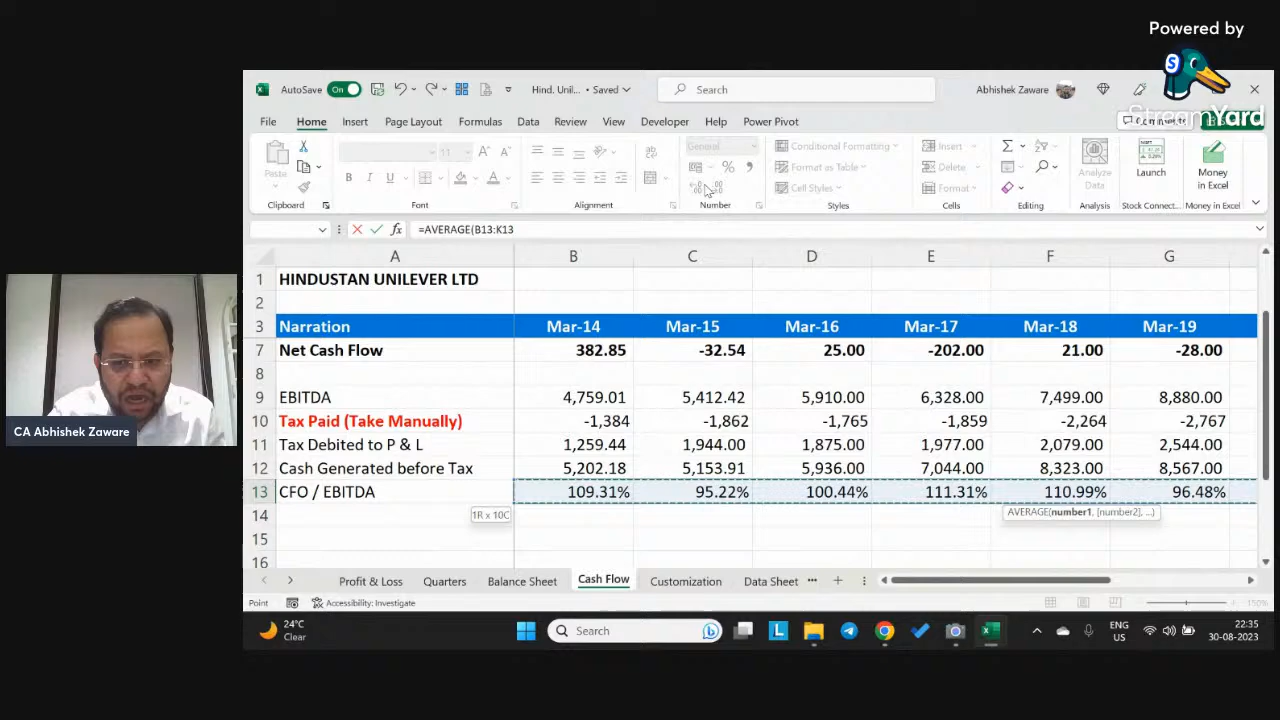 Powered by
StreamYard
AutoSave On Hind. Unil... • Saved Search Abhishek Zaware
File Home Insert Page Layout Formulas Data Review View Developer Help Power Pivot Comments
Paste 11 General Conditional Formatting Insert
Format as Table Delete Analyze Data Launch Money in Excel
Cell Styles Format
Clipboard Font Alignment Number Styles Cells Editing Analysis Stock Connect... Money in Excel
=AVERAGE(B13:K13
A B C D E F G
1 HINDUSTAN UNILEVER LTD
2
3 Narration Mar-14 Mar-15 Mar-16 Mar-17 Mar-18 Mar-19
7 Net Cash Flow 382.85 -32.54 25.00 -202.00 21.00 -28.00
8
9 EBITDA 4,759.01 5,412.42 5,910.00 6,328.00 7,499.00 8,880.00
10 Tax Paid (Take Manually) -1,384 -1,862 -1,765 -1,859 -2,264 -2,767
11 Tax Debited to P & L 1,259.44 1,944.00 1,875.00 1,977.00 2,079.00 2,544.00
12 Cash Generated before Tax 5,202.18 5,153.91 5,936.00 7,044.00 8,323.00 8,567.00
13 CFO / EBITDA 109.31% 95.22% 100.44% 111.31% 110.99% 96.48%
14 1R x 10C AVERAGE(number1, [number2], ...)
15
16
Profit & Loss Quarters Balance Sheet Cash Flow Customization Data Sheet ...
Point Accessibility: Investigate 150%
CA Abhishek Zaware
24°C
Clear
Search
ENG
US
22:35
30-08-2023